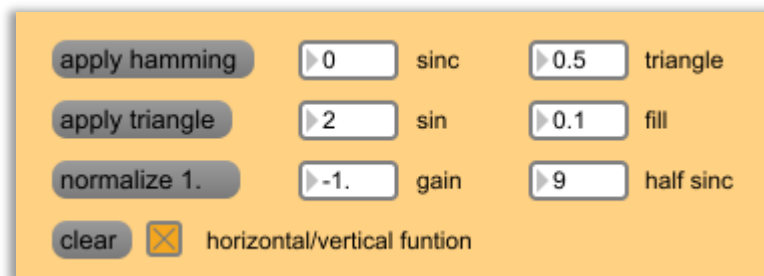 apply hamming 0 sinc 0.5 triangle
apply triangle 2 sin 0.1 fill
normalize 1. -1. gain 9 half sinc
clear horizontal/vertical funtion